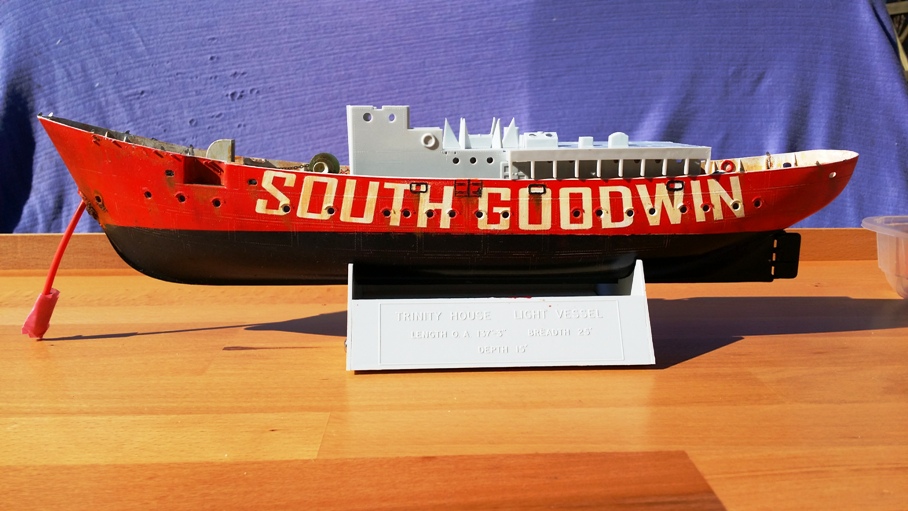 SOUTH GOODWIN
TRINITY HOUSE LIGHT VESSEL
LENGTH O A 137'-3" BREADTH 25'
DEPTH 15'